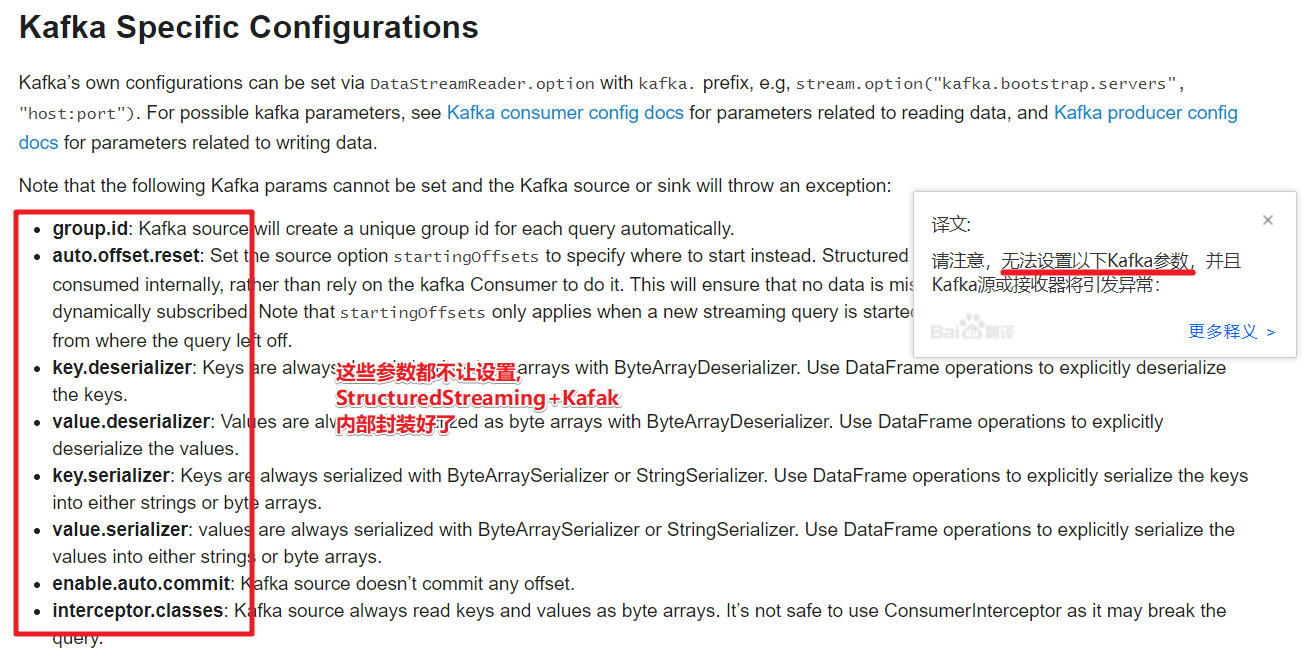 Kafka Specific Configurations
Kafka’s own configurations can be set via DataStreamReader.option with kafka. prefix, e.g, stream.option("kafka.bootstrap.servers",
"host:port"). For possible kafka parameters, see Kafka consumer config docs for parameters related to reading data, and Kafka producer config
docs for parameters related to writing data.
Note that the following Kafka params cannot be set and the Kafka source or sink will throw an exception:
• group.id: Kafka source will create a unique group id for each query automatically.
• auto.offset.reset: Set the source option startingOffsets to specify where to start instead. Structured
consumed internally, rather than rely on the kafka Consumer to do it. This will ensure that no data is
dynamically subscribed. Note that startingOffsets only applies when a new streaming query is
from where the query left off.
• key.deserializer: Keys are always arrays with ByteArrayDeserializer. Use DataFrame operations to explicitly deserialize
the keys.
• value.deserializer: Values are as byte arrays with ByteArrayDeserializer. Use DataFrame operations to explicitly
deserialize the values.
• key.serializer: Keys are always serialized with ByteArraySerializer or StringSerializer. Use DataFrame operations to explicitly serialize the keys
into either strings or byte arrays.
• value.serializer: values are always serialized with ByteArraySerializer or StringSerializer. Use DataFrame operations to explicitly serialize the
values into either strings or byte arrays.
• enable.auto.commit: Kafka source doesn’t commit any offset.
• interceptor.classes: Kafka source always read keys and values as byte arrays. It’s not safe to use ConsumerInterceptor as it may break the
query.
这些参数都不让设置,
StructuredStreaming+Kafak
内部封装好了
译文: ×
请注意，无法设置以下Kafka参数，并且
Kafka源或接收器将引发异常：
Bai翻译
更多释义 >